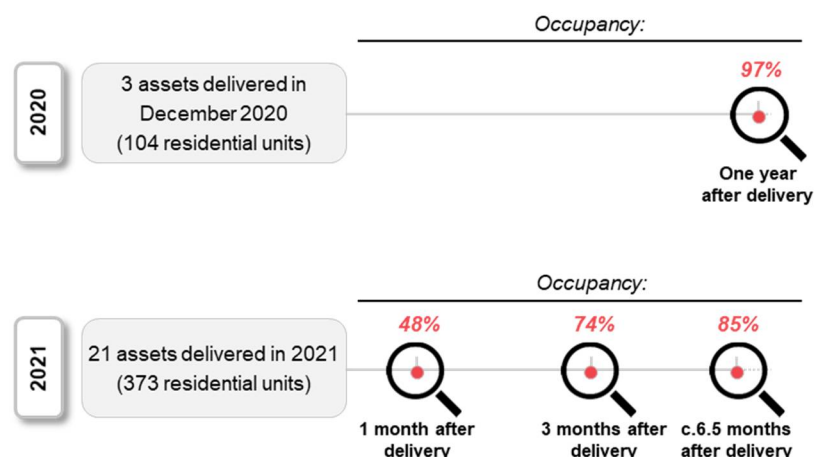 Occupancy:
97%
2020
3 assets delivered in
December 2020
(104 residential units)
One year
after delivery
Occupancy:
48%
74%
85%
2021
21 assets delivered in 2021
(373 residential units)
1 month after
delivery
3 months after
delivery
c.6.5 months
after delivery